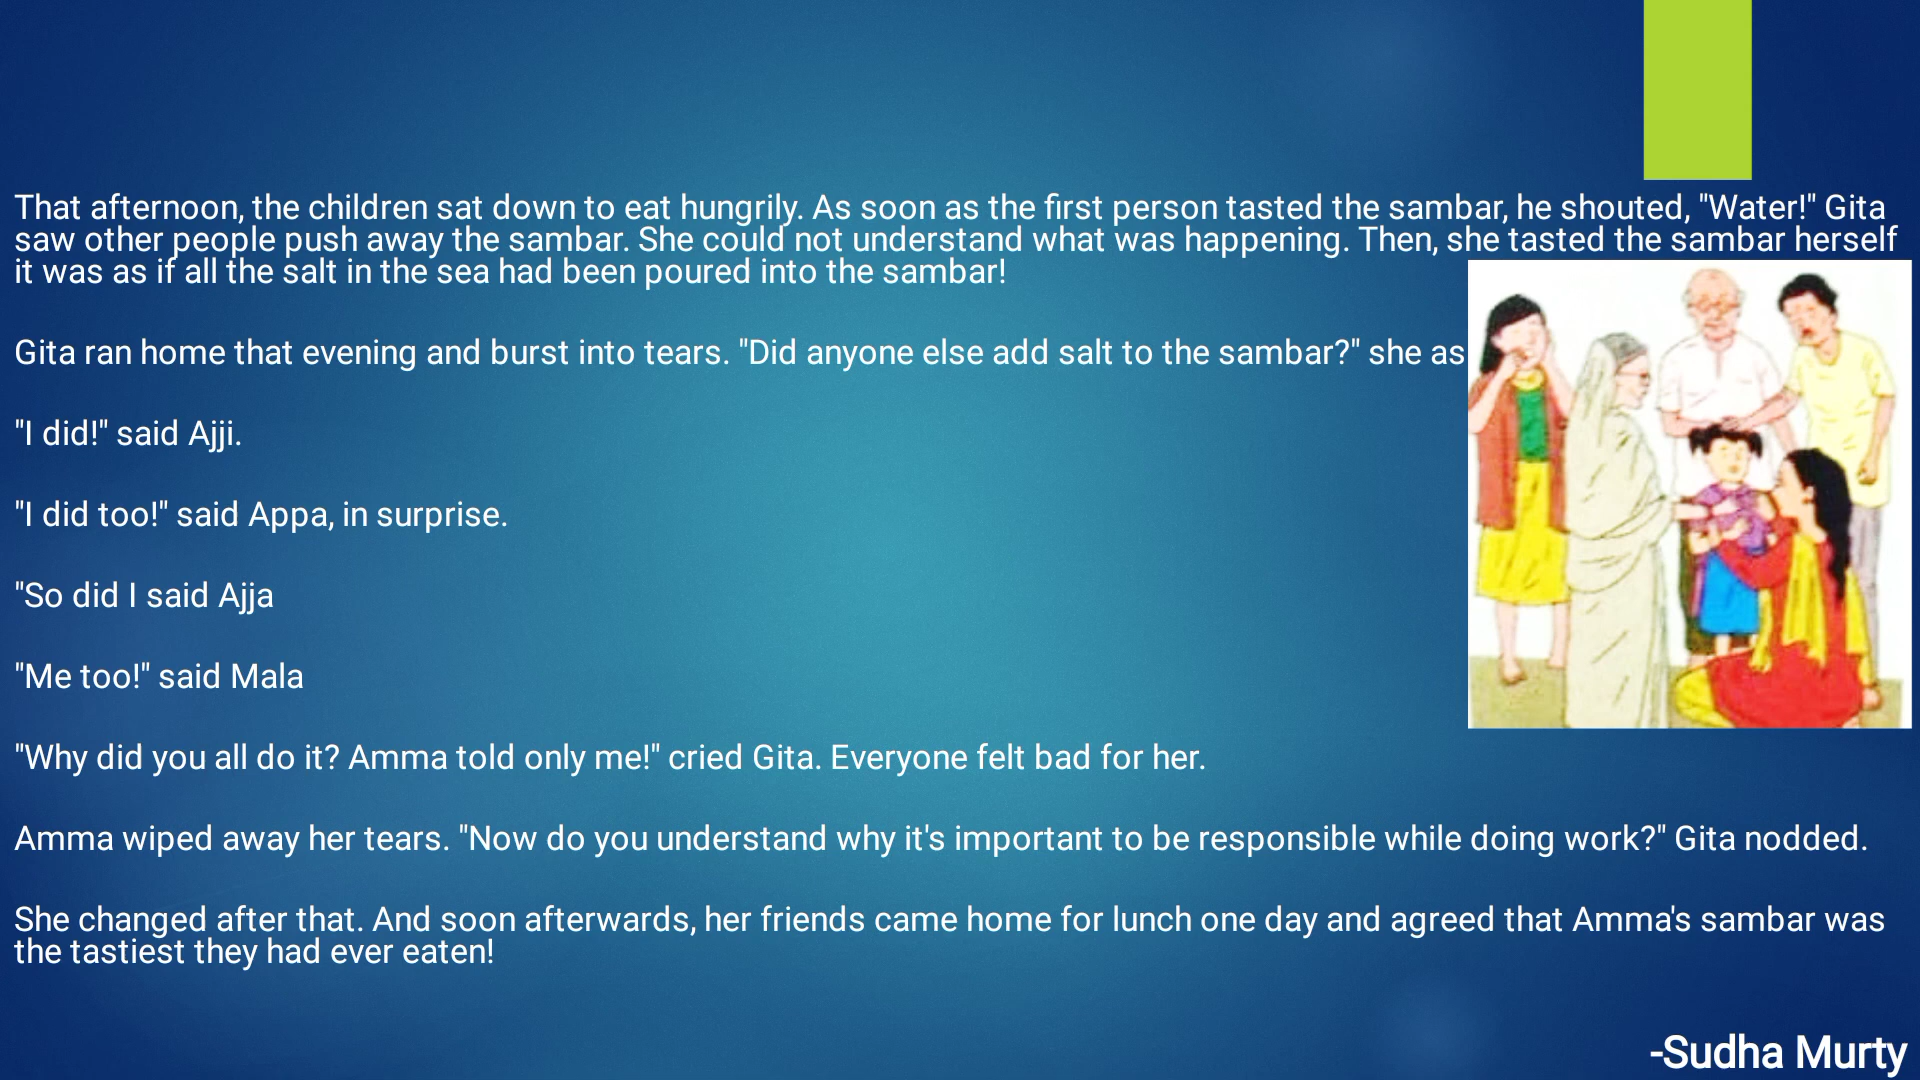 That afternoon, the children sat down to eat hungrily. As soon as the first person tasted the sambar, he shouted, "Water!" Gita
saw other people push away the sambar. She could not understand what was happening. Then, she tasted the sambar herself
it was as if all the salt in the sea had been poured into the sambar!
Gita ran home that evening and burst into tears. "Did anyone else add salt to the sambar?" she as
"I did!" said Ajji.
"I did too!" said Appa, in surprise.
"So did I said Ajja
"Me too!" said Mala
"Why did you all do it? Amma told only me!" cried Gita. Everyone felt bad for her.
Amma wiped away her tears. "Now do you understand why it's important to be responsible while doing work?" Gita nodded.
She changed after that. And soon afterwards, her friends came home for lunch one day and agreed that Amma's sambar was
the tastiest they had ever eaten!
-Sudha Murty